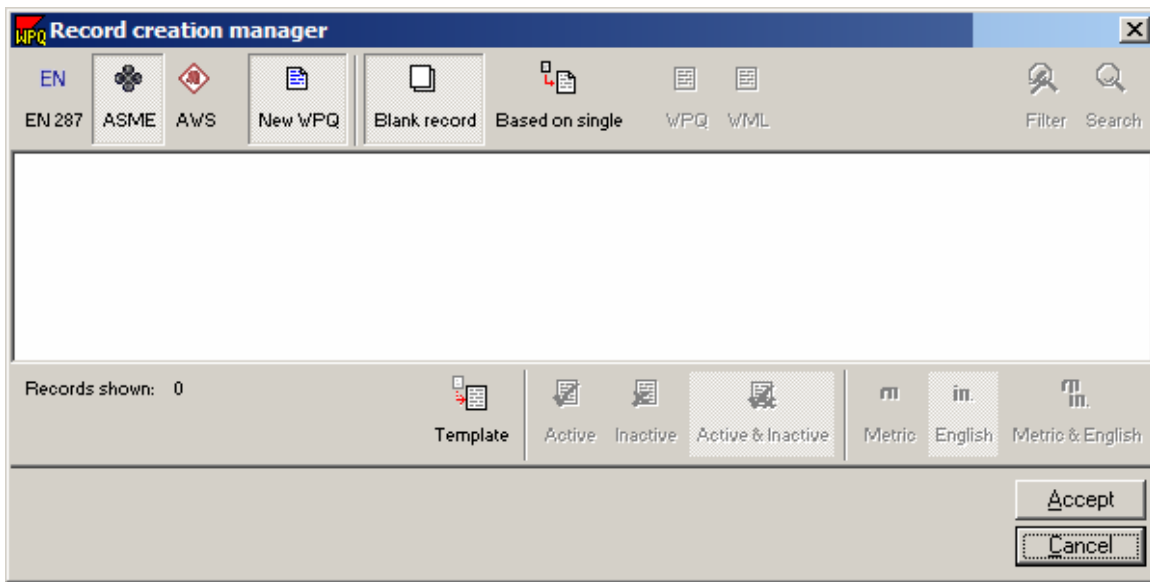 WPQ Record creation manager
EN
EN 287 ASME AWS New WPQ Blank record Based on single WPQ WML Filter Search
Records shown: 0
m in. m in.
Template Active Inactive Active & Inactive Metric English Metric & English
Accept
Cancel